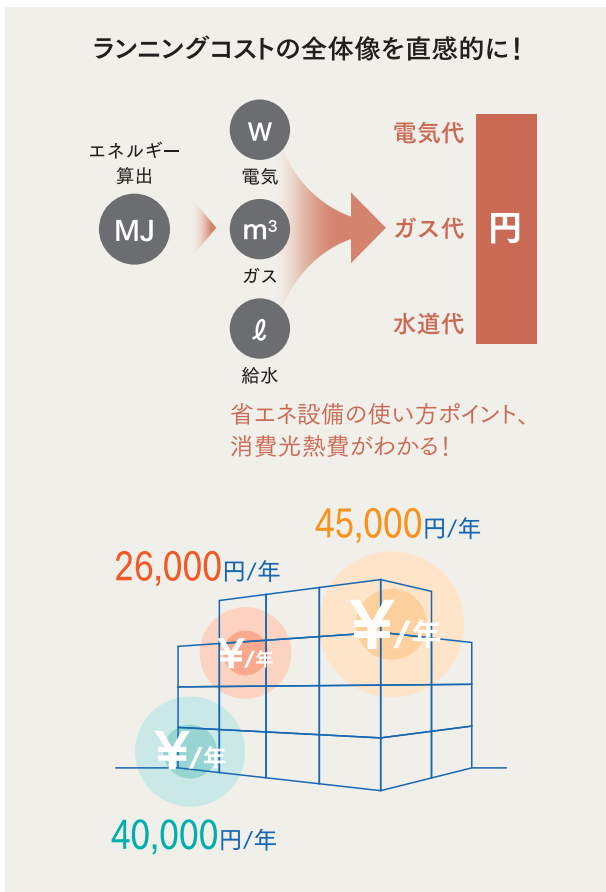 ランニングコストの全体像を直感的に!
エネルギー
算出
MJ
W
電気
m³
ガス
ℓ
給水
電気代
ガス代
水道代
円
省エネ設備の使い方ポイント、
消費光熱費がわかる!
45,000円/年
26,000円/年
¥/年
¥/年
¥/年
40,000円/年